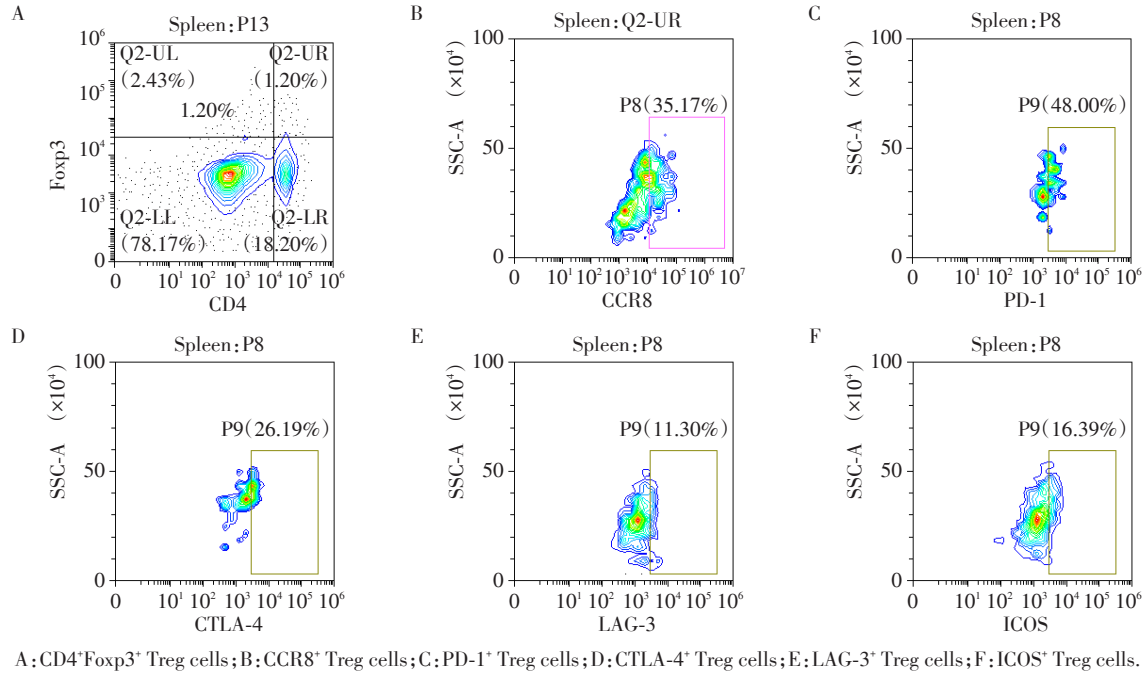 A
Spleen:P13
Foxp3
10⁶
10⁵
10⁴
10³
0
Q2-UL
(2.43%)
Q2-UR
(1.20%)
1.20%
Q2-LL
(78.17%)
Q2-LR
(18.20%)
0 10¹ 10² 10³ 10⁴ 10⁵ 10⁶
CD4
B
Spleen:Q2-UR
SSC-A (×10⁴)
100
50
0
P8(35.17%)
0 10¹ 10² 10³ 10⁴ 10⁵ 10⁶ 10⁷
CCR8
C
Spleen:P8
SSC-A (×10⁴)
100
50
0
P9(48.00%)
0 10¹ 10² 10³ 10⁴ 10⁵ 10⁶
PD-1
D
Spleen:P8
SSC-A (×10⁴)
100
50
0
P9(26.19%)
0 10¹ 10² 10³ 10⁴ 10⁵ 10⁶
CTLA-4
E
Spleen:P8
SSC-A (×10⁴)
100
50
0
P9(11.30%)
0 10¹ 10² 10³ 10⁴ 10⁵ 10⁶
LAG-3
F
Spleen:P8
SSC-A (×10⁴)
100
50
0
P9(16.39%)
0 10¹ 10² 10³ 10⁴ 10⁵ 10⁶
ICOS
A:CD4⁺Foxp3⁺ Treg cells;B:CCR8⁺ Treg cells;C:PD-1⁺ Treg cells;D:CTLA-4⁺ Treg cells;E:LAG-3⁺ Treg cells;F:ICOS⁺ Treg cells.